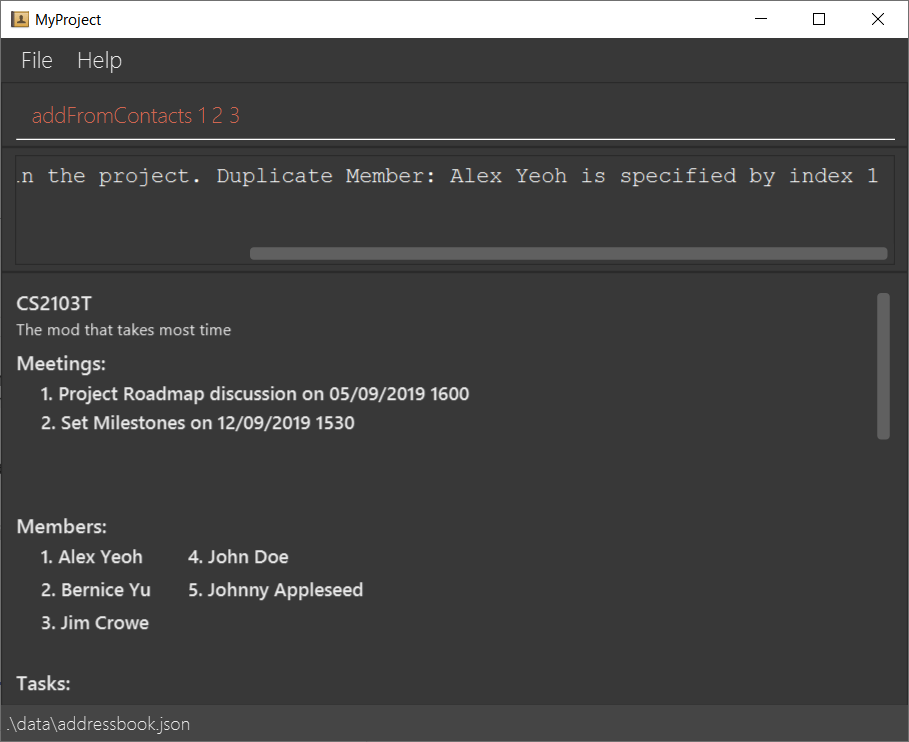 MyProject
File Help
addFromContacts 1 2 3
in the project. Duplicate Member: Alex Yeoh is specified by index 1
CS2103T
The mod that takes most time
Meetings:
1. Project Roadmap discussion on 05/09/2019 1600
2. Set Milestones on 12/09/2019 1530
Members:
1. Alex Yeoh 4. John Doe
2. Bernice Yu 5. Johnny Appleseed
3. Jim Crowe
Tasks:
.\data\addressbook.json